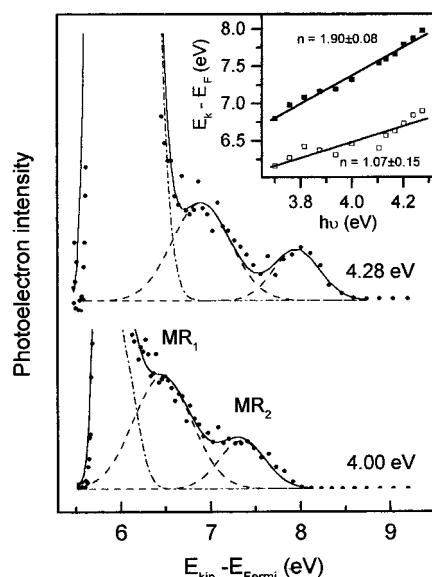 8.0
7.5
7.0
6.5
E_k - E_F (eV)
n = 1.90±0.08
n = 1.07±0.15
3.8 4.0 4.2
hυ (eV)
Photoelectron intensity
4.28 eV
MR₁
MR₂
4.00 eV
6 7 8 9
E_kin - E_Fermi (eV)